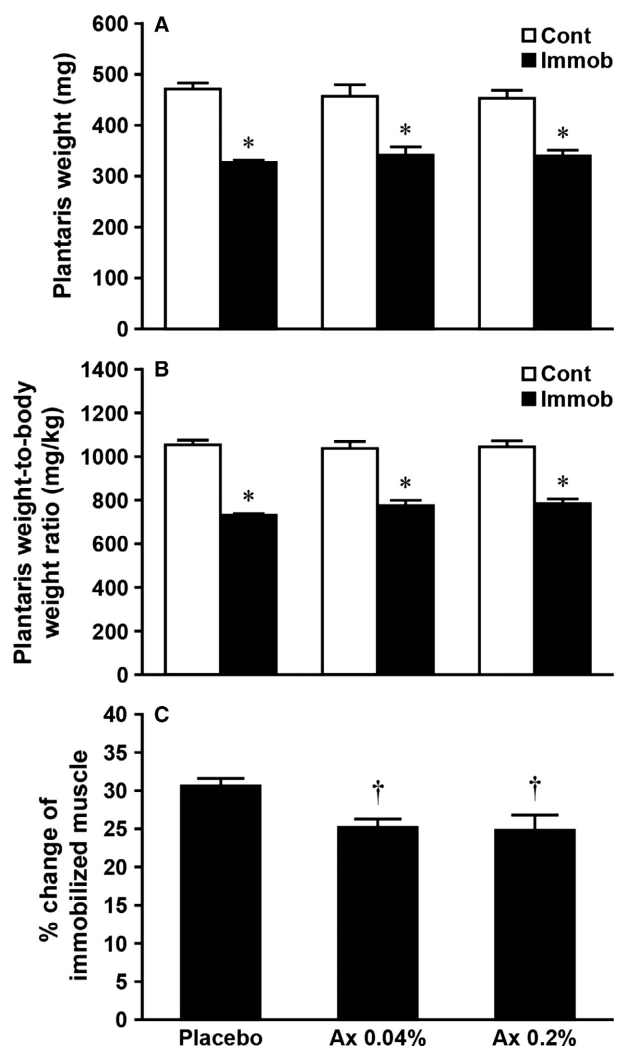 A
Cont
Immob
Plantaris weight (mg)
600
500
400
300
200
100
0
*
*
*
B
Cont
Immob
Plantaris weight-to-body
weight ratio (mg/kg)
1400
1200
1000
800
600
400
200
0
*
*
*
C
% change of
immobilized muscle
40
35
30
25
20
15
10
5
0
†
†
Placebo
Ax 0.04%
Ax 0.2%